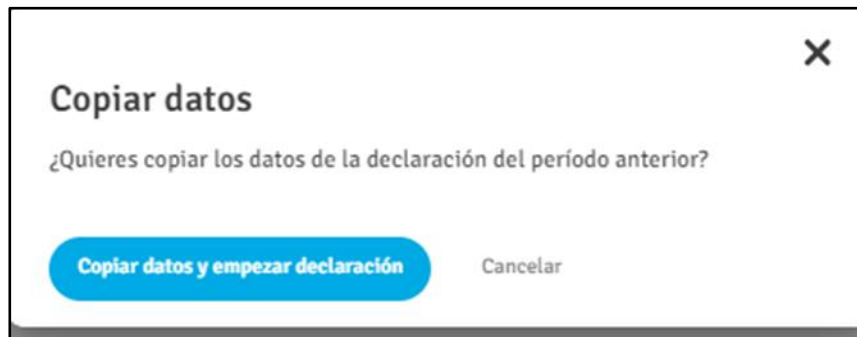 Copiar datos
¿Quieres copiar los datos de la declaración del período anterior?
Copiar datos y empezar declaración
Cancelar